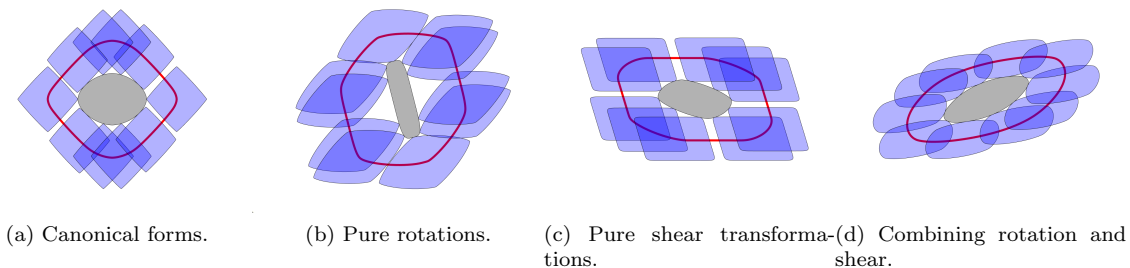 (a) Canonical forms.
(b) Pure rotations.
(c) Pure shear transforma-
tions.
(d) Combining rotation and
shear.